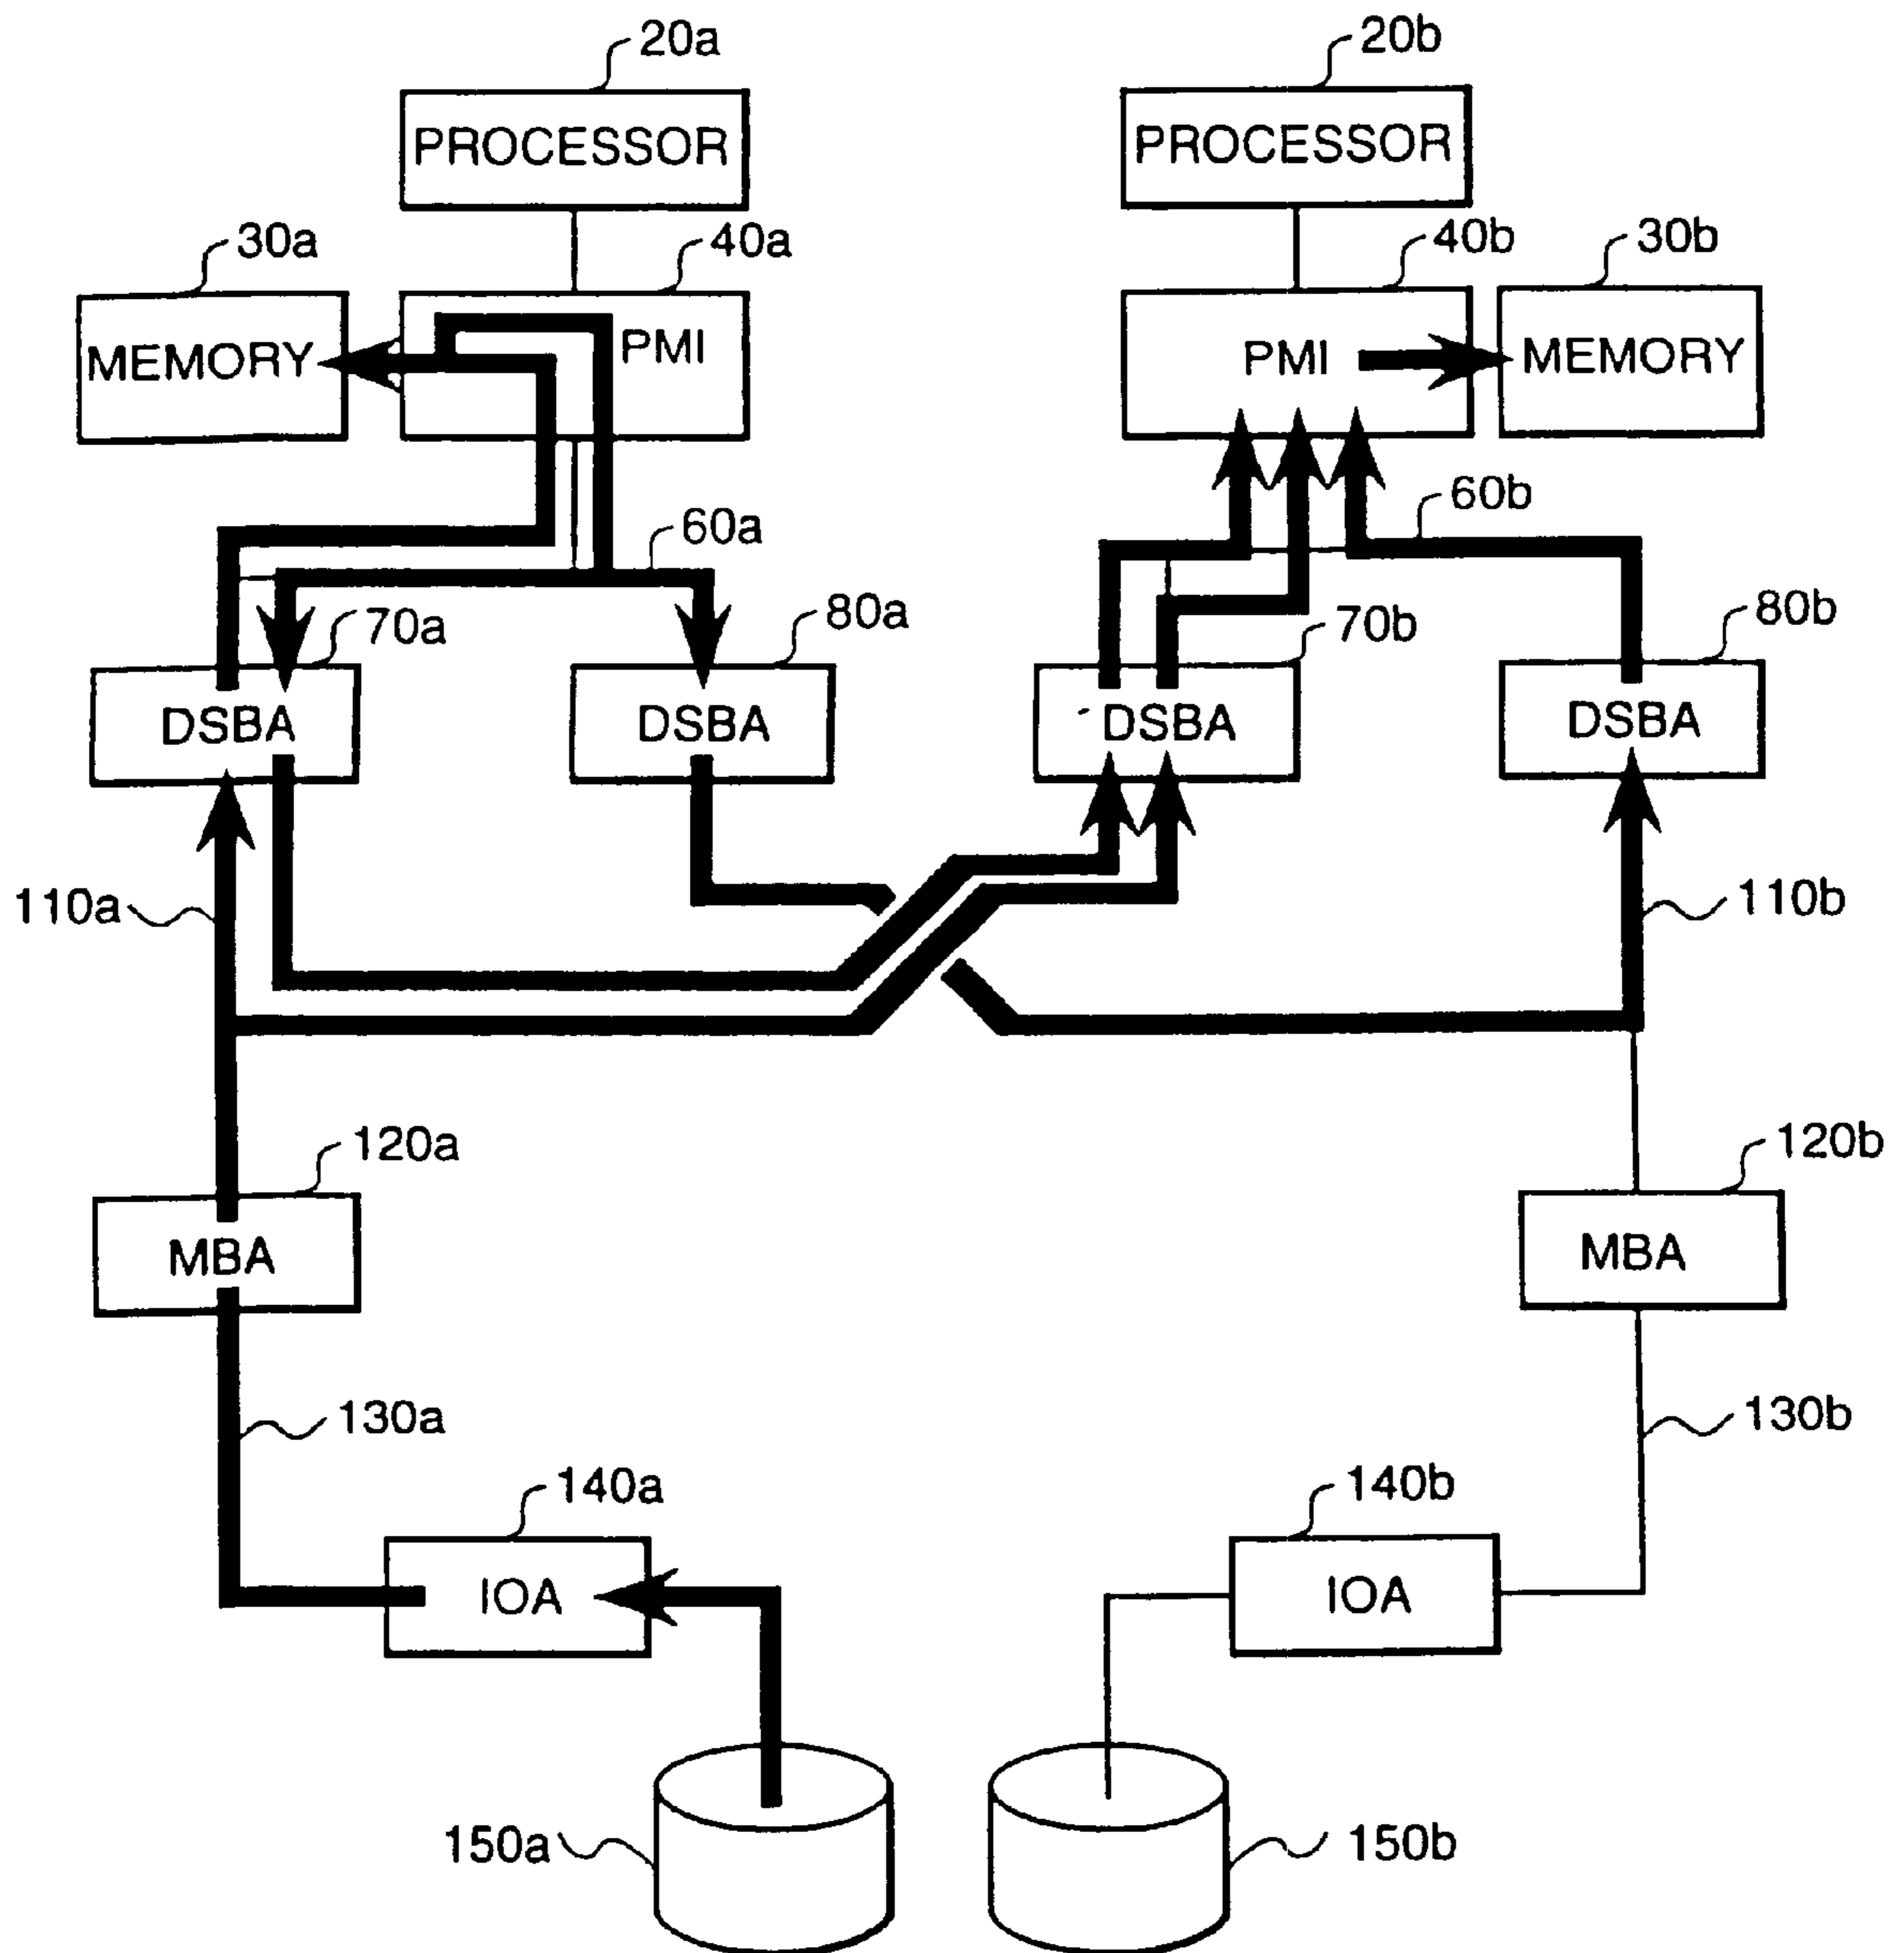 20a
20b
PROCESSOR
PROCESSOR
30a
40a
40b
30b
MEMORY
PMI
PMI
MEMORY
60a
60b
70a
80a
70b
80b
DSBA
DSBA
DSBA
DSBA
110a
110b
120a
120b
MBA
MBA
130a
130b
140a
140b
IOA
IOA
150a
150b